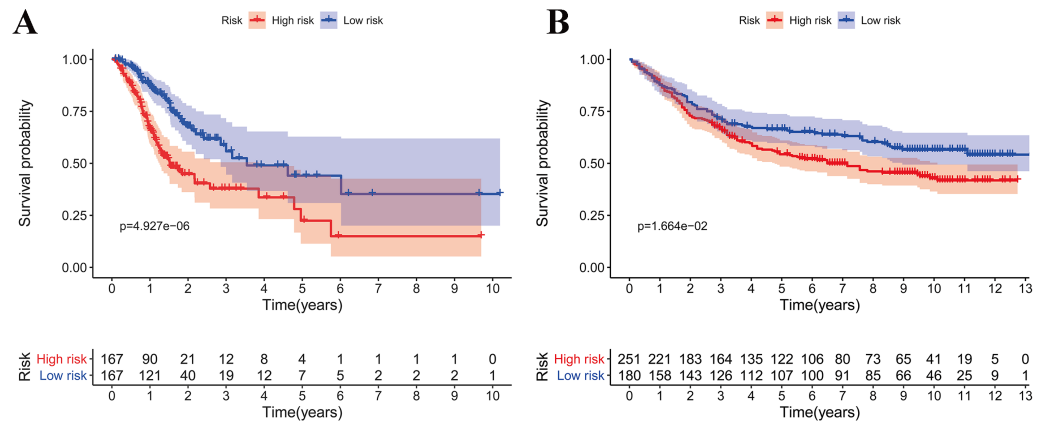 A
Risk High risk Low risk
Survival probability
1.00
0.75
0.50
0.25
0.00
p=4.927e−06
0 1 2 3 4 5 6 7 8 9 10
Time(years)
Risk
High risk 167 90 21 12 8 4 1 1 1 1 0
Low risk 167 121 40 19 12 7 5 2 2 2 1
0 1 2 3 4 5 6 7 8 9 10
Time(years)
B
Risk High risk Low risk
Survival probability
1.00
0.75
0.50
0.25
0.00
p=1.664e−02
0 1 2 3 4 5 6 7 8 9 10 11 12 13
Time(years)
Risk
High risk 251 221 183 164 135 122 106 80 73 65 41 19 5 0
Low risk 180 158 143 126 112 107 100 91 85 66 46 25 9 1
0 1 2 3 4 5 6 7 8 9 10 11 12 13
Time(years)